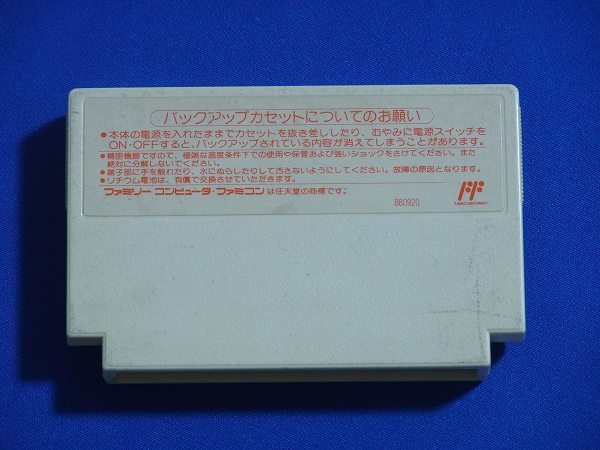 バックアップカセットについてのお願い
●本体の電源を入れたままでカセットを抜き差ししたり、むやみに電源スイッチを
ON・OFFすると、バックアップされている内容が消えてしまうことがあります。
●精密機器ですので、極端な温度条件下での使用や保管および強いショックをさけてください。また
絶対に分解しないでください。
●端子部に手を触れたり、水にぬらしたりして汚さないようにしてください。故障の原因となります。
●リチウム電池は、有償で交換させていただきます。
ファミリー コンピュータ・ファミコン は任天堂の商標です。
880920